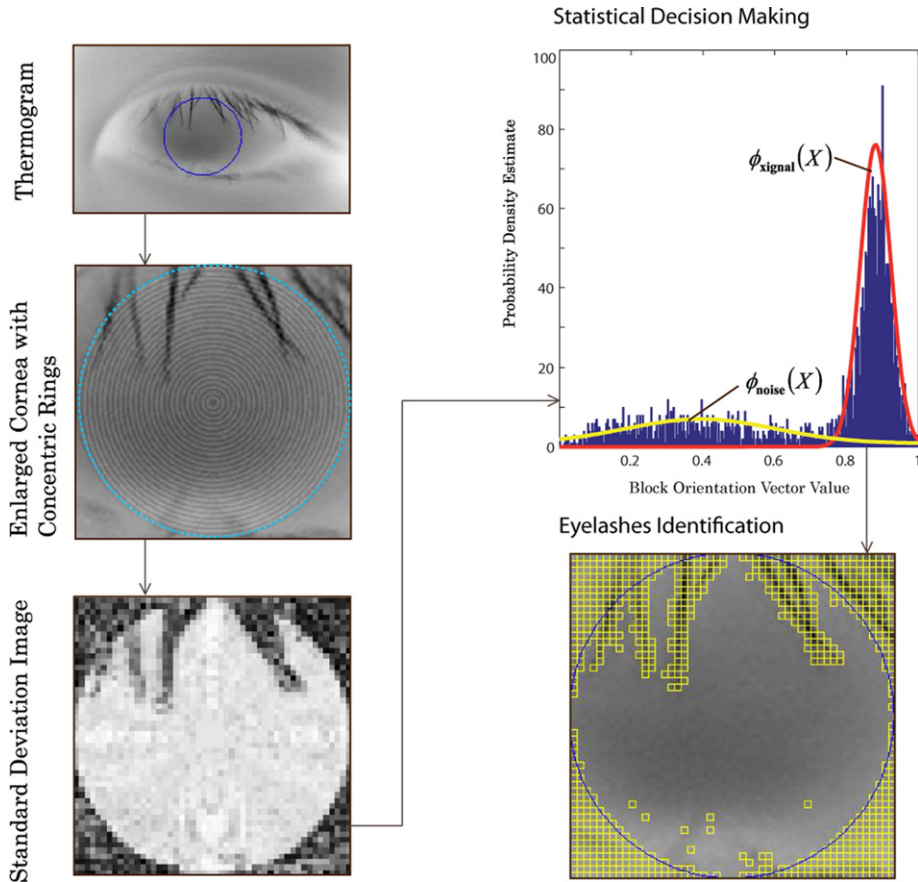 Thermogram
Enlarged Cornea with
Concentric Rings
Standard Deviation Image
Statistical Decision Making
Probability Density Estimate
100
80
60
40
20
0
0.2
0.4
0.6
0.8
1
ϕxignal(X)
ϕnoise(X)
Block Orientation Vector Value
Eyelashes Identification